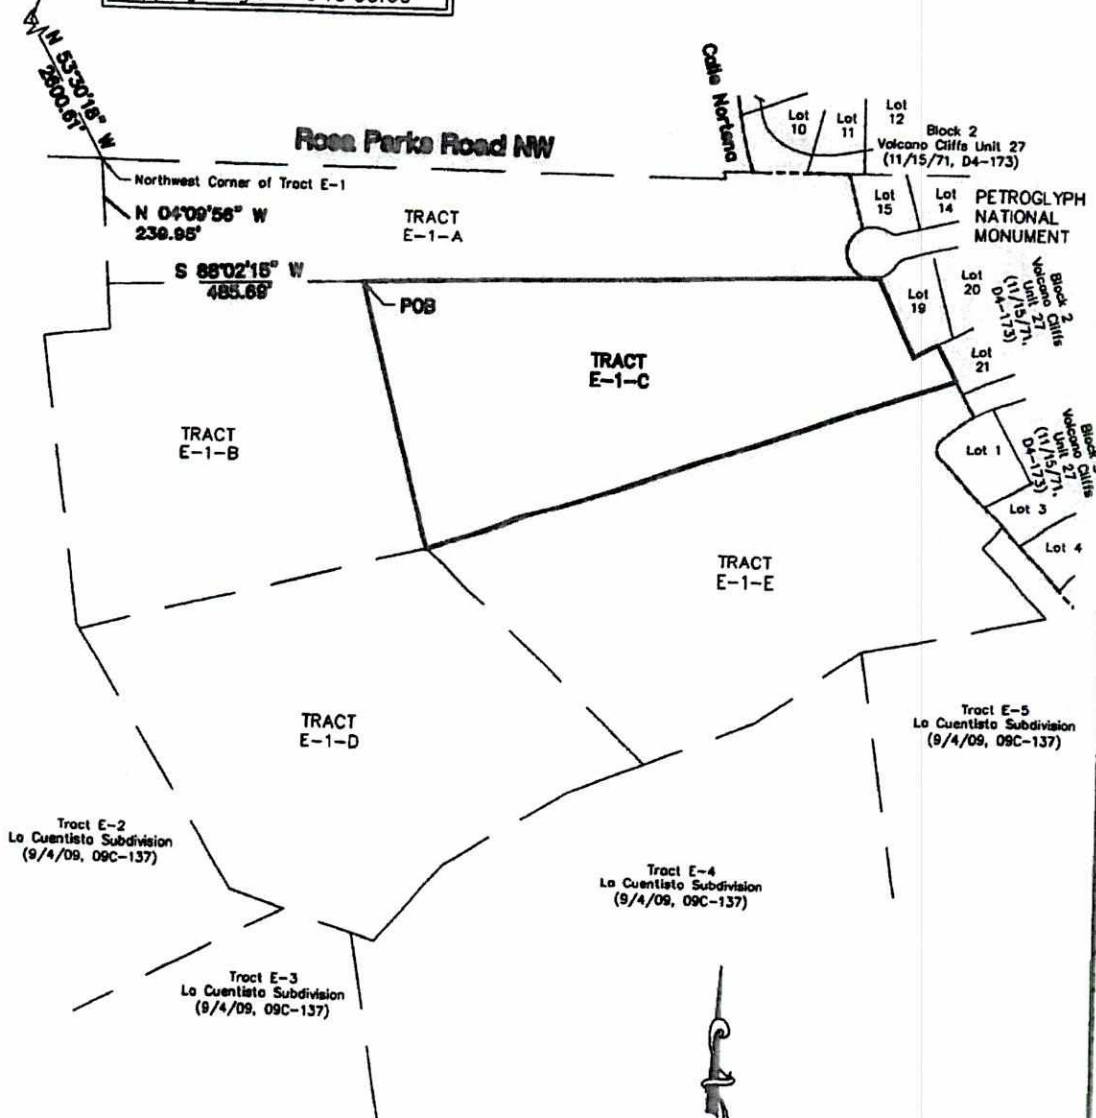 N 53°30'18" W
2600.61'
Rosa Parks Road NW
Northwest Corner of Tract E-1
N 04°09'56" W
239.95'
S 88°02'15" W
485.69'
POB
TRACT
E-1-A
Calle Nortena
Lot
10
Lot
11
Lot
12
Block 2
Volcano Cliffs Unit 27
(11/15/71, D4-173)
Lot
15
Lot
14
PETROGLYPH
NATIONAL
MONUMENT
Lot
19
Lot
20
Block 2
Volcano Cliffs
Unit 27
(11/15/71,
D4-173)
Lot
21
TRACT
E-1-C
TRACT
E-1-B
Lot 1
Block
Volcano Cliffs
Unit 27
(11/15/71,
D4-173)
Lot 3
Lot 4
TRACT
E-1-E
TRACT
E-1-D
Tract E-5
La Cuentista Subdivision
(9/4/09, 09C-137)
Tract E-2
La Cuentista Subdivision
(9/4/09, 09C-137)
Tract E-4
La Cuentista Subdivision
(9/4/09, 09C-137)
Tract E-3
La Cuentista Subdivision
(9/4/09, 09C-137)